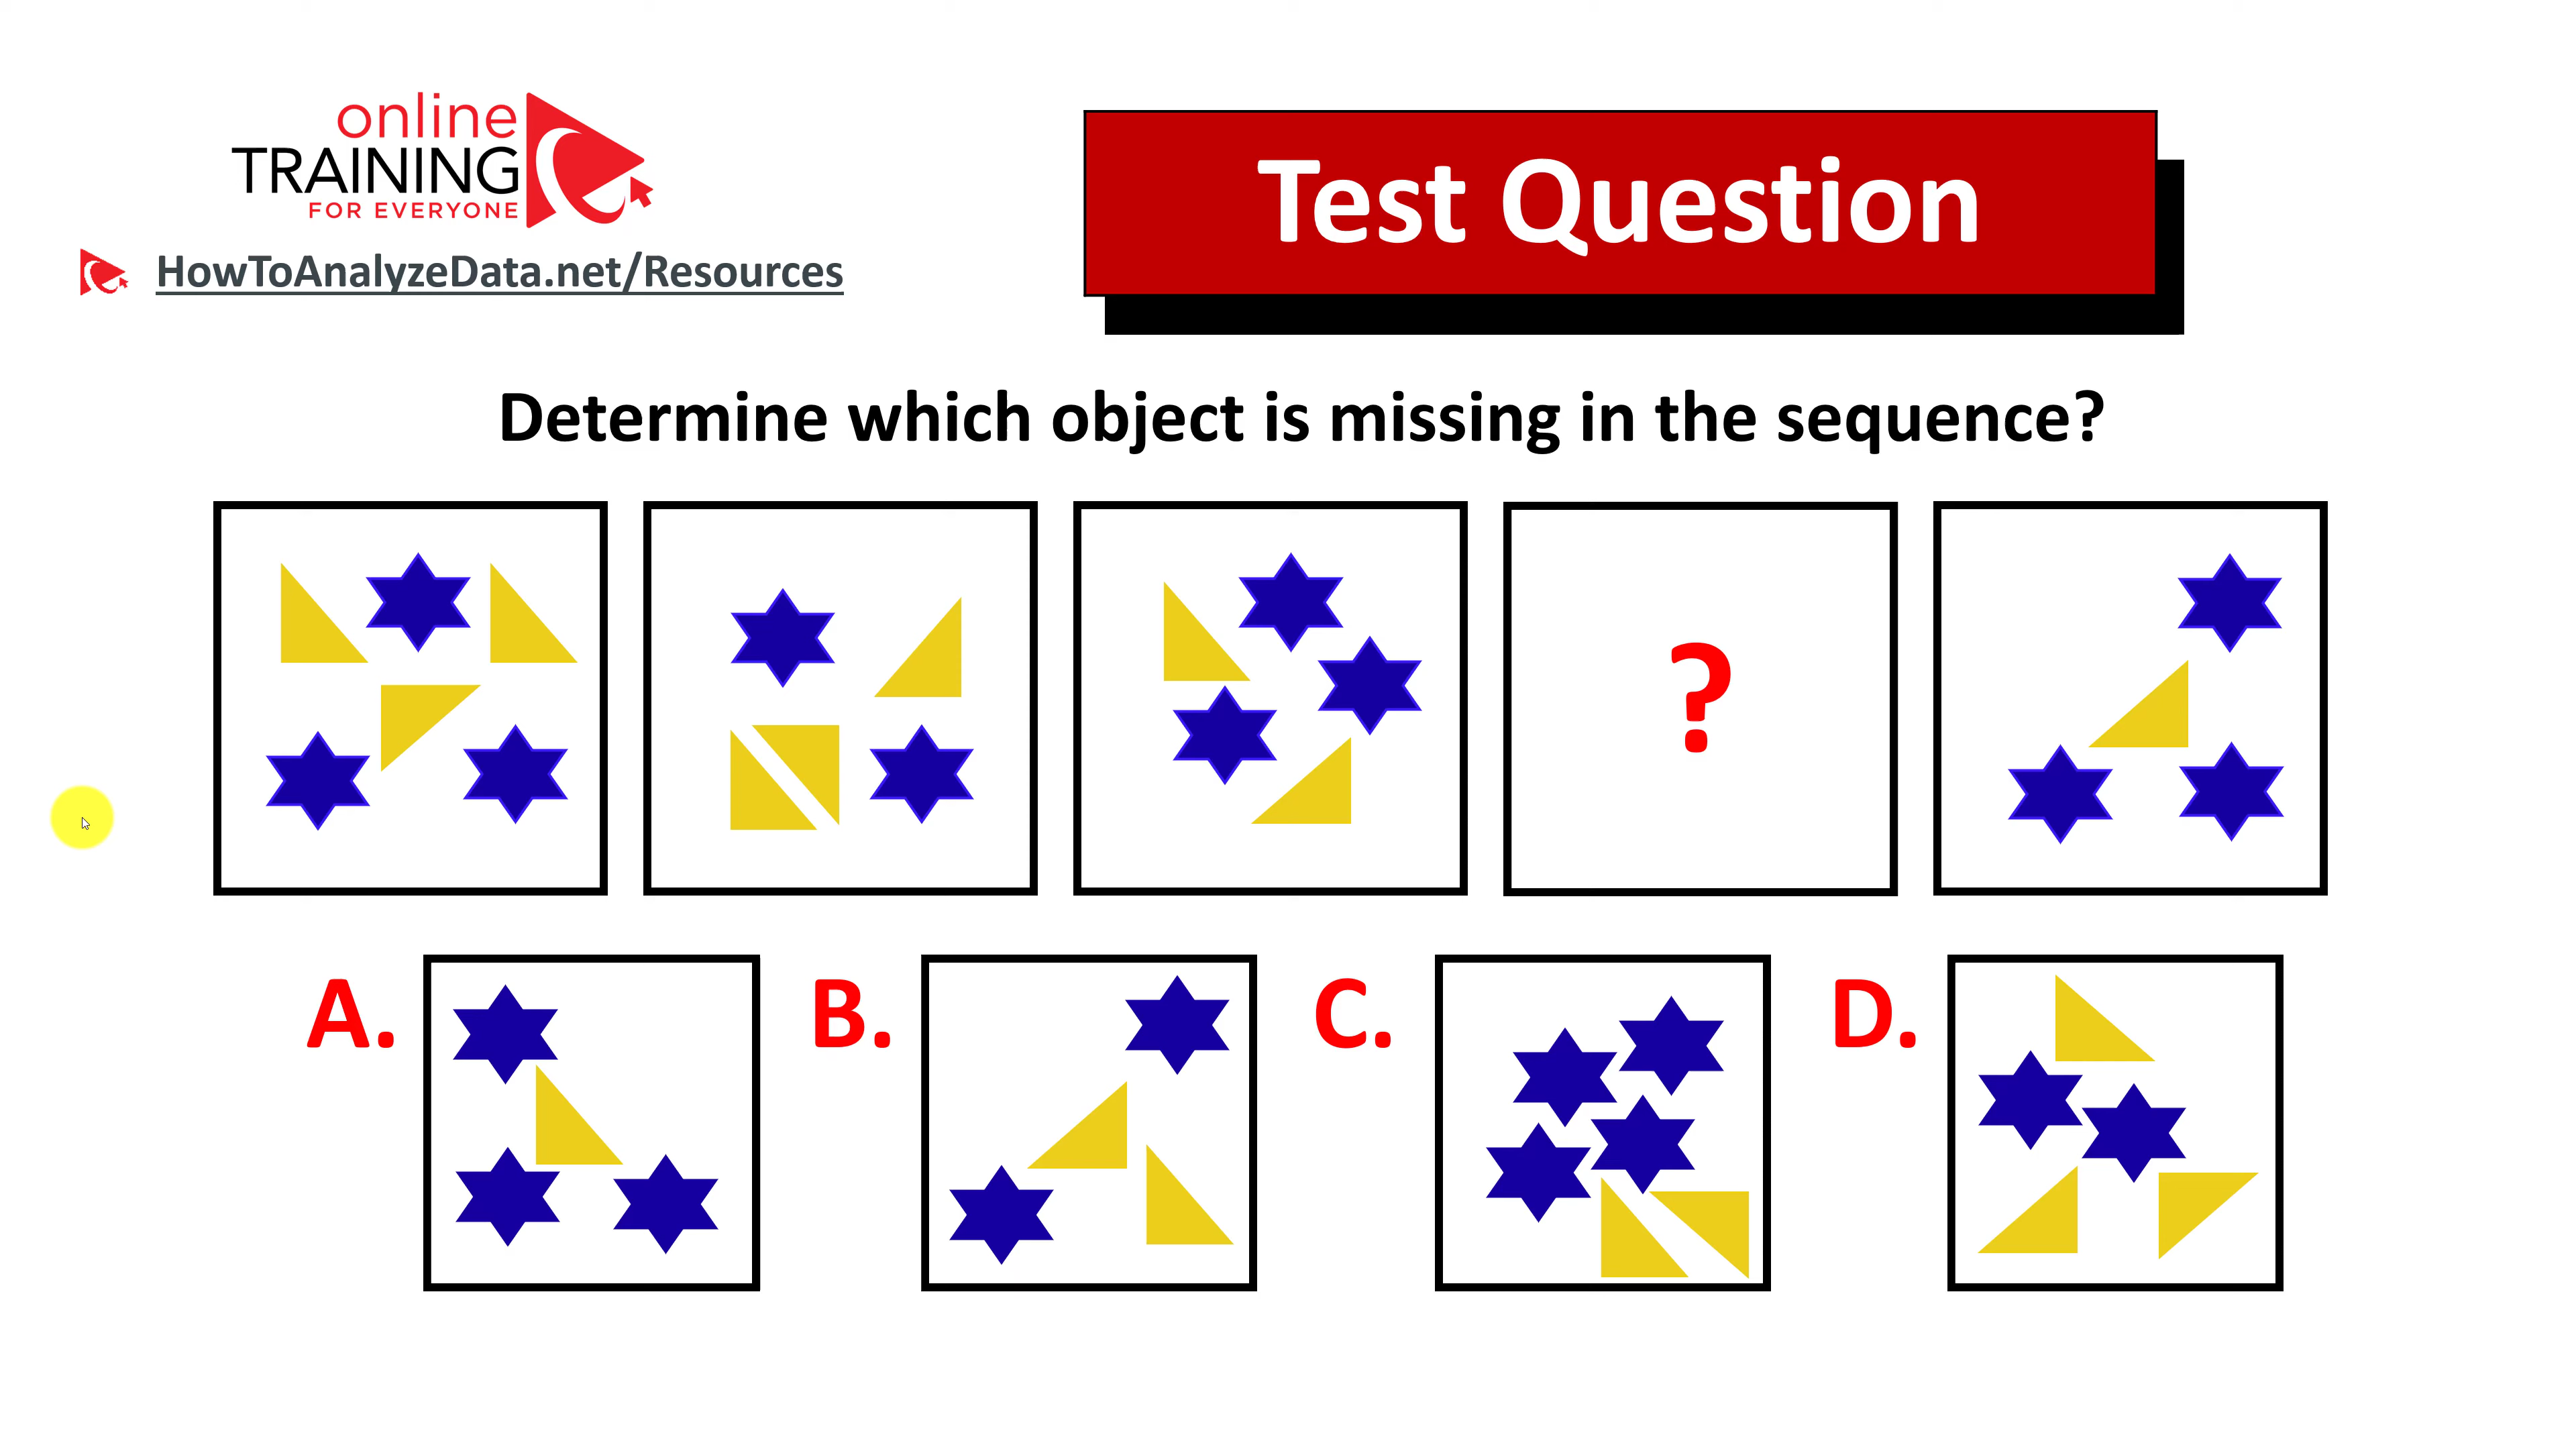 online
TRAINING
FOR EVERYONE
HowToAnalyzeData.net/Resources
Test Question
Determine which object is missing in the sequence?
?
A.
B.
C.
D.